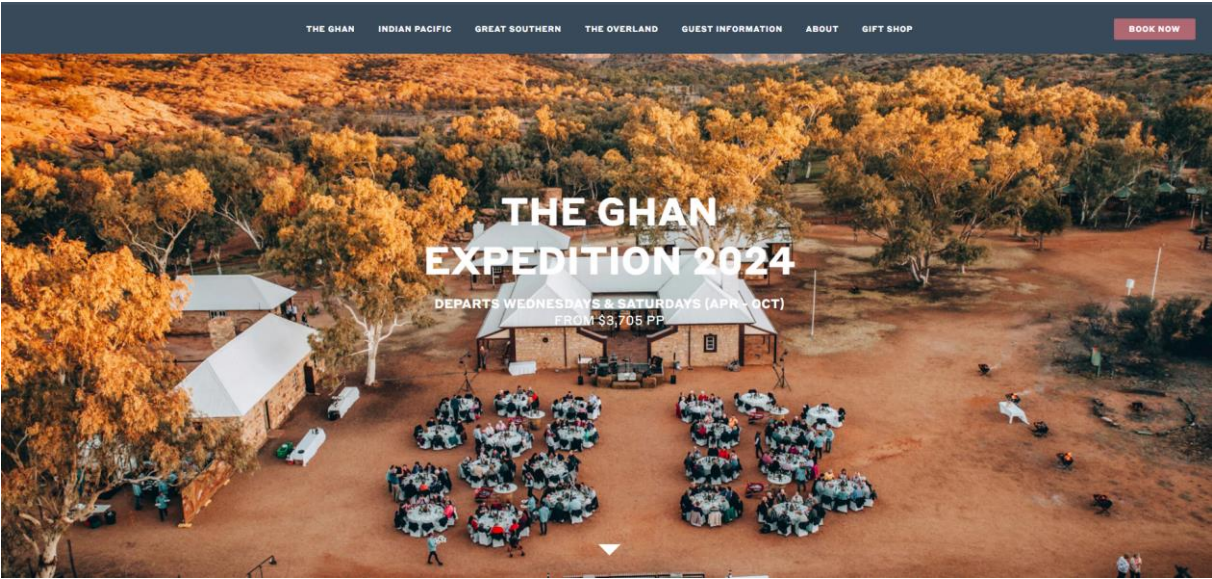 THE GHAN INDIAN PACIFIC GREAT SOUTHERN THE OVERLAND GUEST INFORMATION ABOUT GIFT SHOP BOOK NOW
THE GHAN
EXPEDITION 2024
DEPARTS WEDNESDAYS & SATURDAYS (APR - OCT)
FROM $3,705 PP